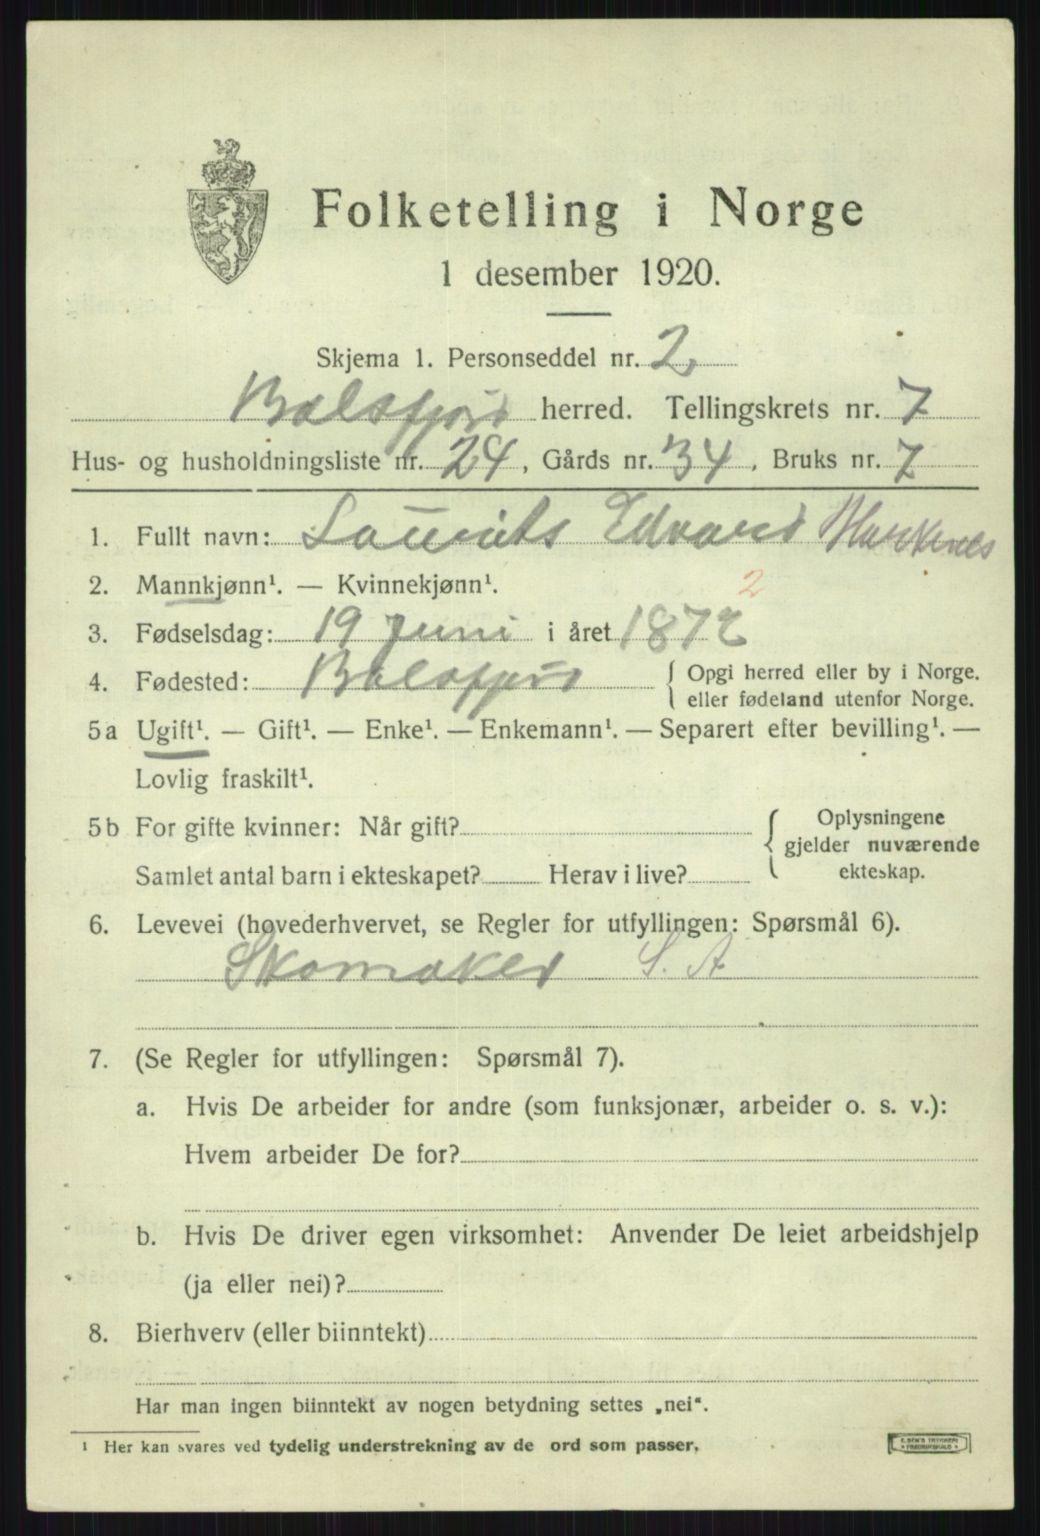 Folketelling i Norge
1 desember 1920.
Skjema 1. Personseddel nr. 2
Balsfjord herred. Tellingskrets nr. 7
Hus- og husholdningsliste nr. 24, Gårds nr. 34, Bruks nr. 7
1. Fullt navn: Laurits Edvard Markenes
2. Mannkjønn¹. — Kvinnekjønn¹.
2
3. Fødselsdag: 19 Juni i året 1872
4. Fødested: Balsfjord { Opgi herred eller by i Norge.
eller fødeland utenfor Norge.
5a Ugift¹. — Gift¹. — Enke¹. — Enkemann¹. — Separert efter bevilling¹. —
Lovlig fraskilt¹.
5b For gifte kvinner: Når gift? { Oplysningene
gjelder nuværende
ekteskap.
Samlet antal barn i ekteskapet? Herav i live?
6. Levevei (hovederhvervet, se Regler for utfyllingen: Spørsmål 6).
Skomaker S. A
7. (Se Regler for utfyllingen: Spørsmål 7).
a. Hvis De arbeider for andre (som funksjonær, arbeider o. s. v.):
Hvem arbeider De for?
b. Hvis De driver egen virksomhet: Anvender De leiet arbeidshjelp
(ja eller nei)?
8. Bierhverv (eller biinntekt)
Har man ingen biinntekt av nogen betydning settes „nei“.
¹ Her kan svares ved tydelig understrekning av de ord som passer.